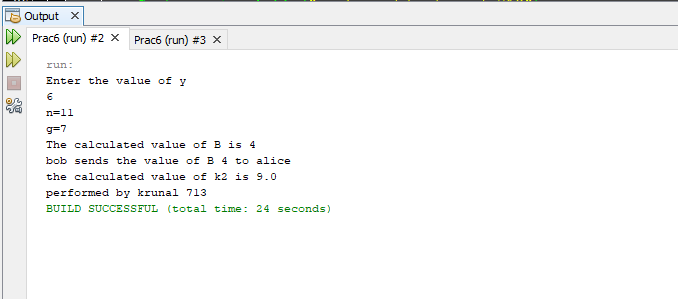 Output ×
Prac6 (run) #2 × Prac6 (run) #3 ×
run:
Enter the value of y
6
n=11
g=7
The calculated value of B is 4
bob sends the value of B 4 to alice
the calculated value of k2 is 9.0
performed by krunal 713
BUILD SUCCESSFUL (total time: 24 seconds)